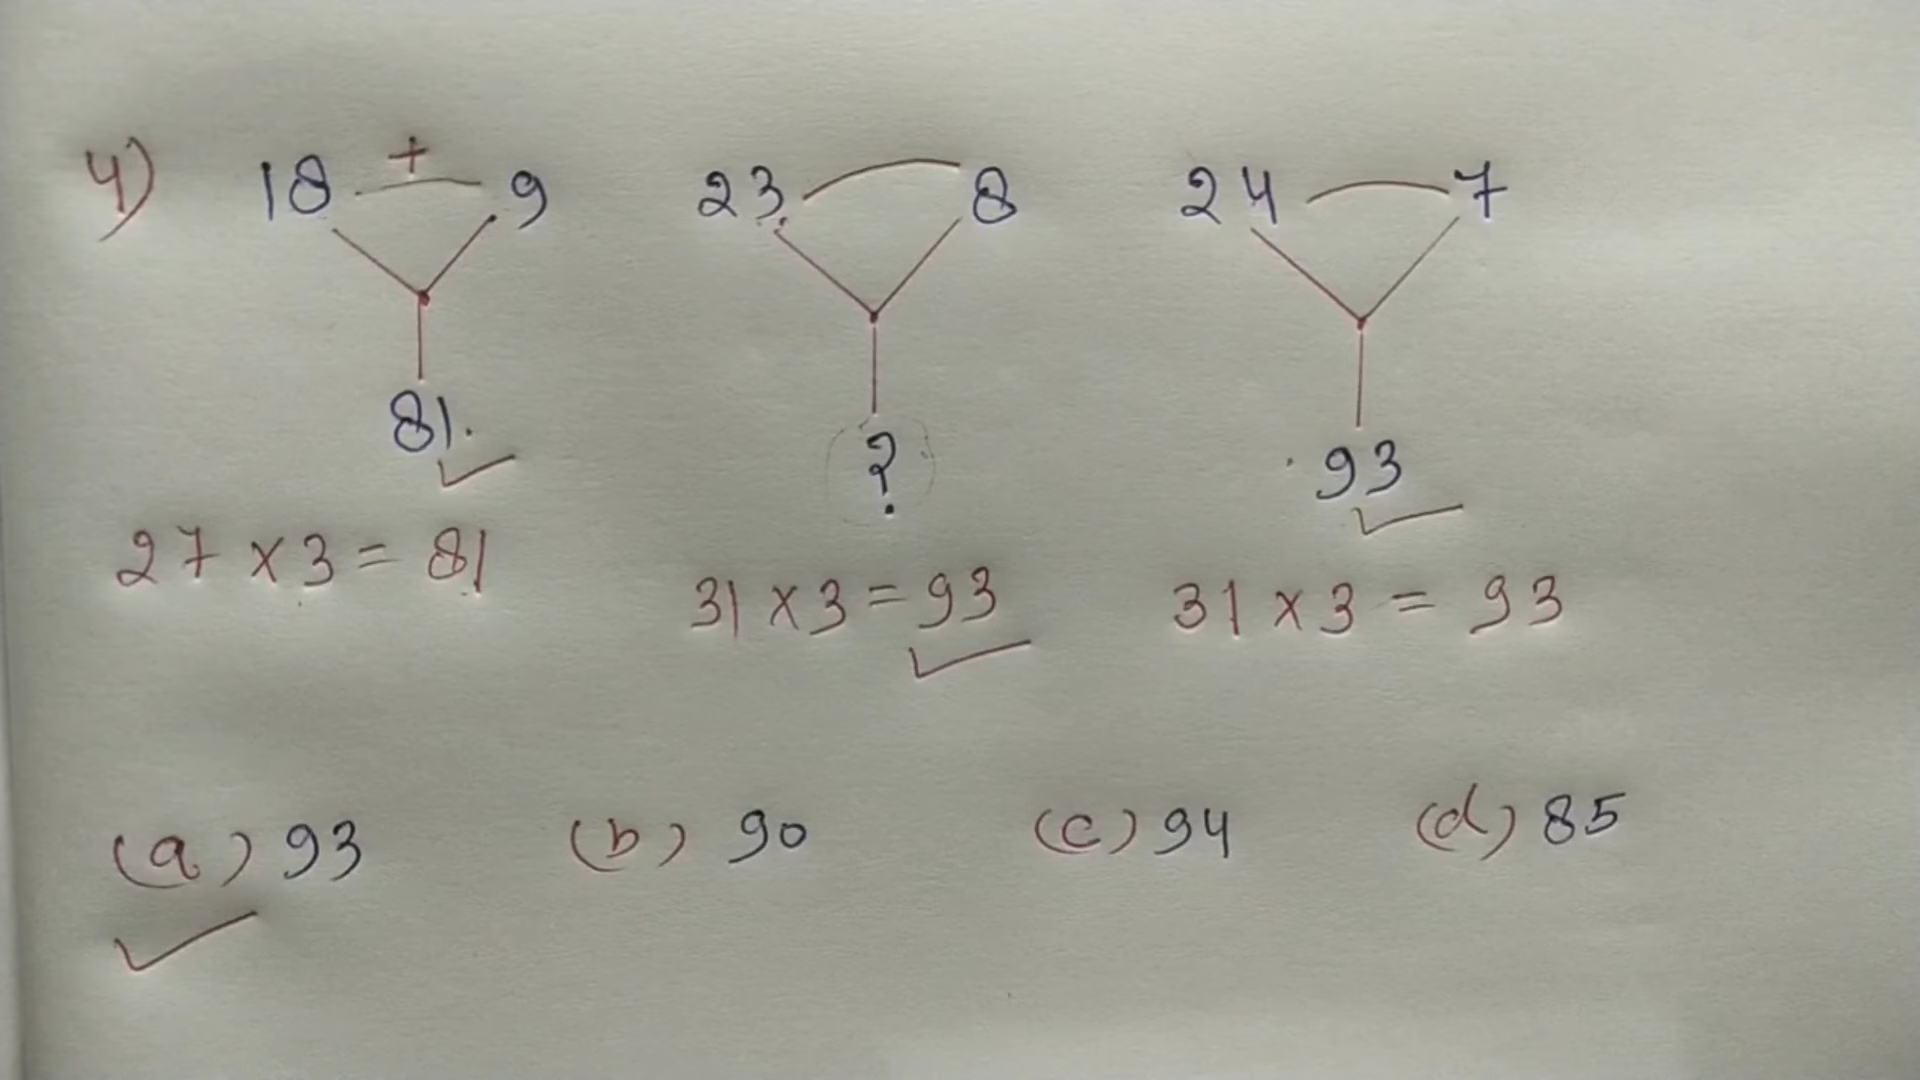 4) 18 + 9 23 8 24 7
81. ? 93
27 × 3 = 81 31 × 3 = 93 31 × 3 = 93
(a) 93 (b) 90 (c) 94 (d) 85